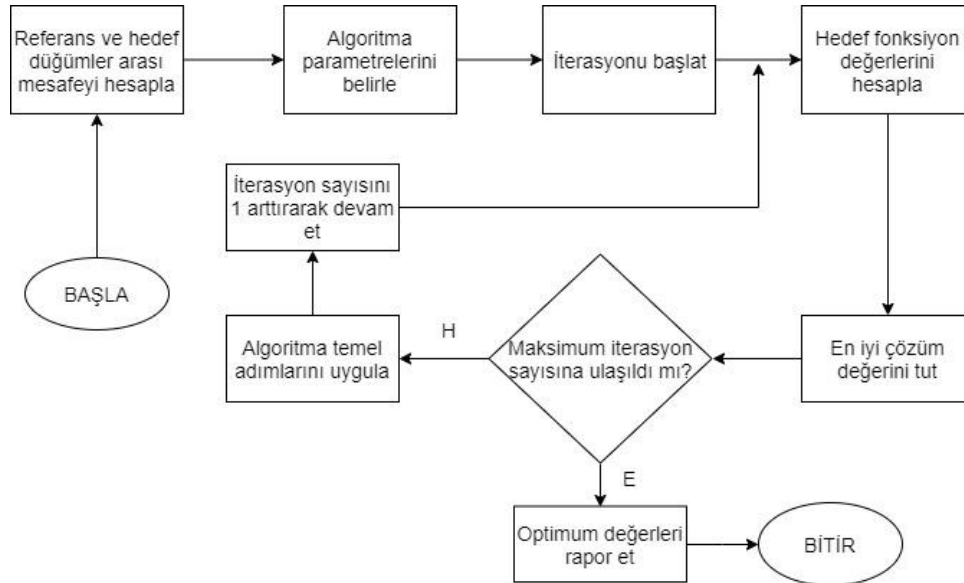 Referans ve hedef
düğümler arası
mesafeyi hesapla
Algoritma
parametrelerini
belirle
İterasyonu başlat
Hedef fonksiyon
değerlerini
hesapla
İterasyon sayısını
1 arttırarak devam
et
BAŞLA
Algoritma temel
adımlarını uygula
H
Maksimum iterasyon
sayısına ulaşıldı mı?
En iyi çözüm
değerini tut
E
Optimum değerleri
rapor et
BİTİR